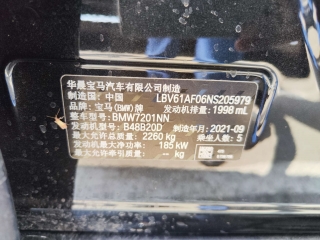 华晨宝马汽车有限公司制造
制造国: 中国 LBV61AF06NS205979
品牌: 宝马(BMW)牌 发动机排量: 1998 mL
整车型号: BMW7201NN
发动机型号: B48B20D 制造年月: 2021-09
最大允许总质量: 2260 kg 乘坐人数: 5
发动机最大净功率: 185 kW
最大允许牵引质量: — kg